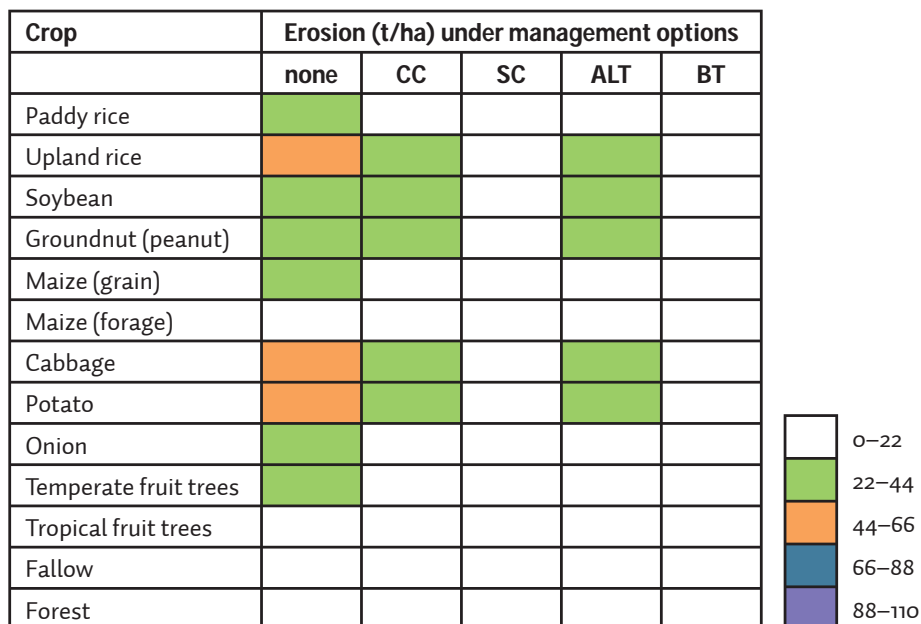 Crop Erosion (t/ha) under management options
none CC SC ALT BT
Paddy rice
Upland rice
Soybean
Groundnut (peanut)
Maize (grain)
Maize (forage)
Cabbage
Potato
Onion
Temperate fruit trees
Tropical fruit trees
Fallow
Forest
0–22
22–44
44–66
66–88
88–110